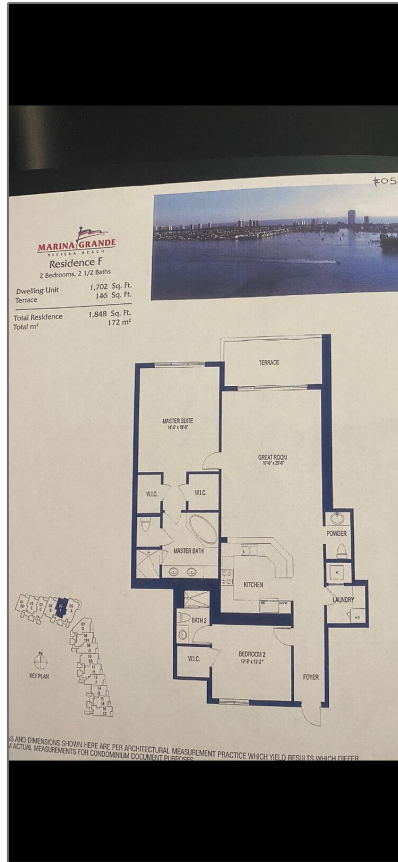 #05
MARINA GRANDE
RIVIERA BEACH
Residence F
2 Bedrooms, 2 1/2 Baths
Dwelling Unit 1,702 Sq. Ft.
Terrace 146 Sq. Ft.
Total Residence 1,848 Sq. Ft.
Total m² 172 m²
TERRACE
MASTER SUITE
GREAT ROOM
W.I.C.
W.I.C.
POWDER
MASTER BATH
KITCHEN
LAUNDRY
BATH 2
W.I.C.
BEDROOM 2
FOYER
KEY PLAN
AND DIMENSIONS SHOWN HERE ARE PER ARCHITECTURAL MEASUREMENT PRACTICE WHICH YIELD RESULTS WHICH DIFFER
ACTUAL MEASUREMENTS FOR CONDOMINIUM DOCUMENT PURPOSES